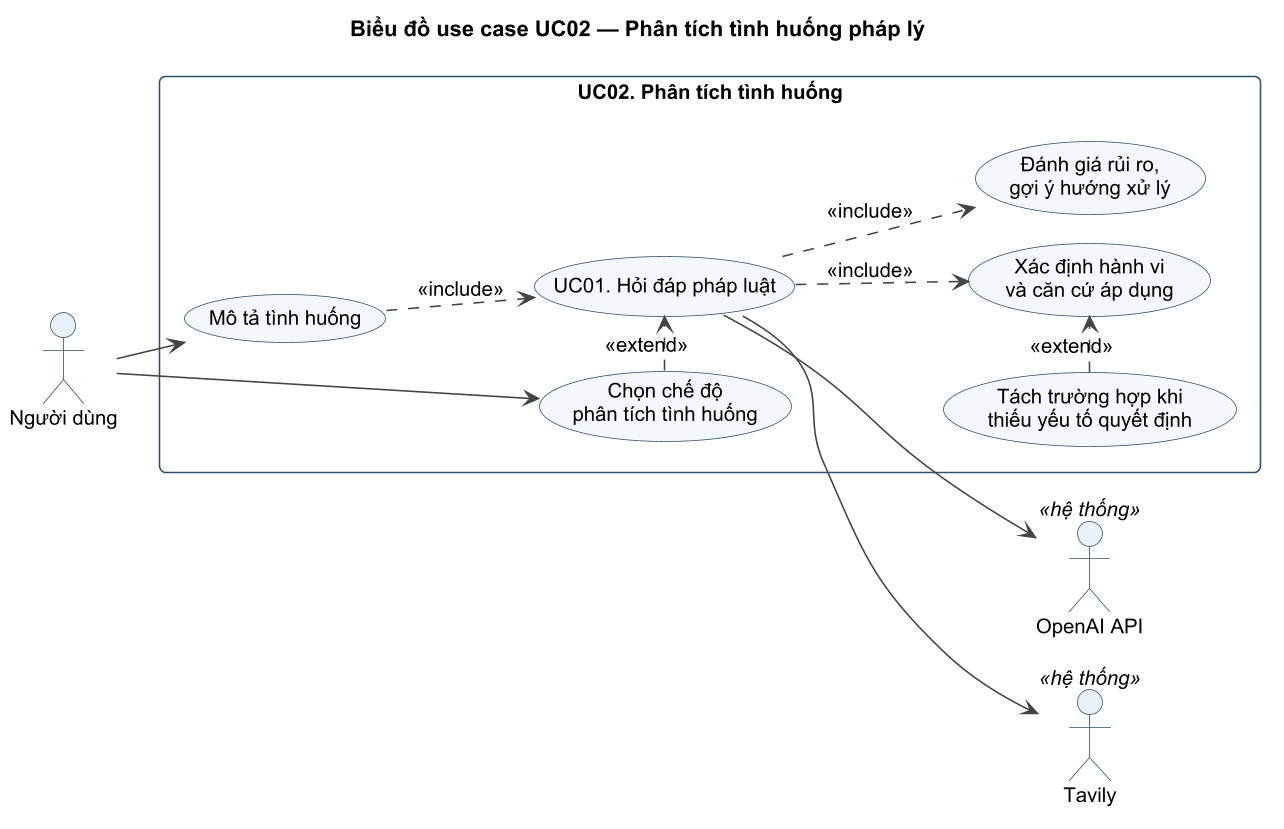 Biểu đồ use case UC02 — Phân tích tình huống pháp lý
UC02. Phân tích tình huống
Đánh giá rủi ro,
gợi ý hướng xử lý
«include»
«include»
Xác định hành vi
và căn cứ áp dụng
UC01. Hỏi đáp pháp luật
«include»
Mô tả tình huống
«extend»
«extend»
Chọn chế độ
phân tích tình huống
Tách trường hợp khi
thiếu yếu tố quyết định
Người dùng
«hệ thống»
OpenAI API
«hệ thống»
Tavily